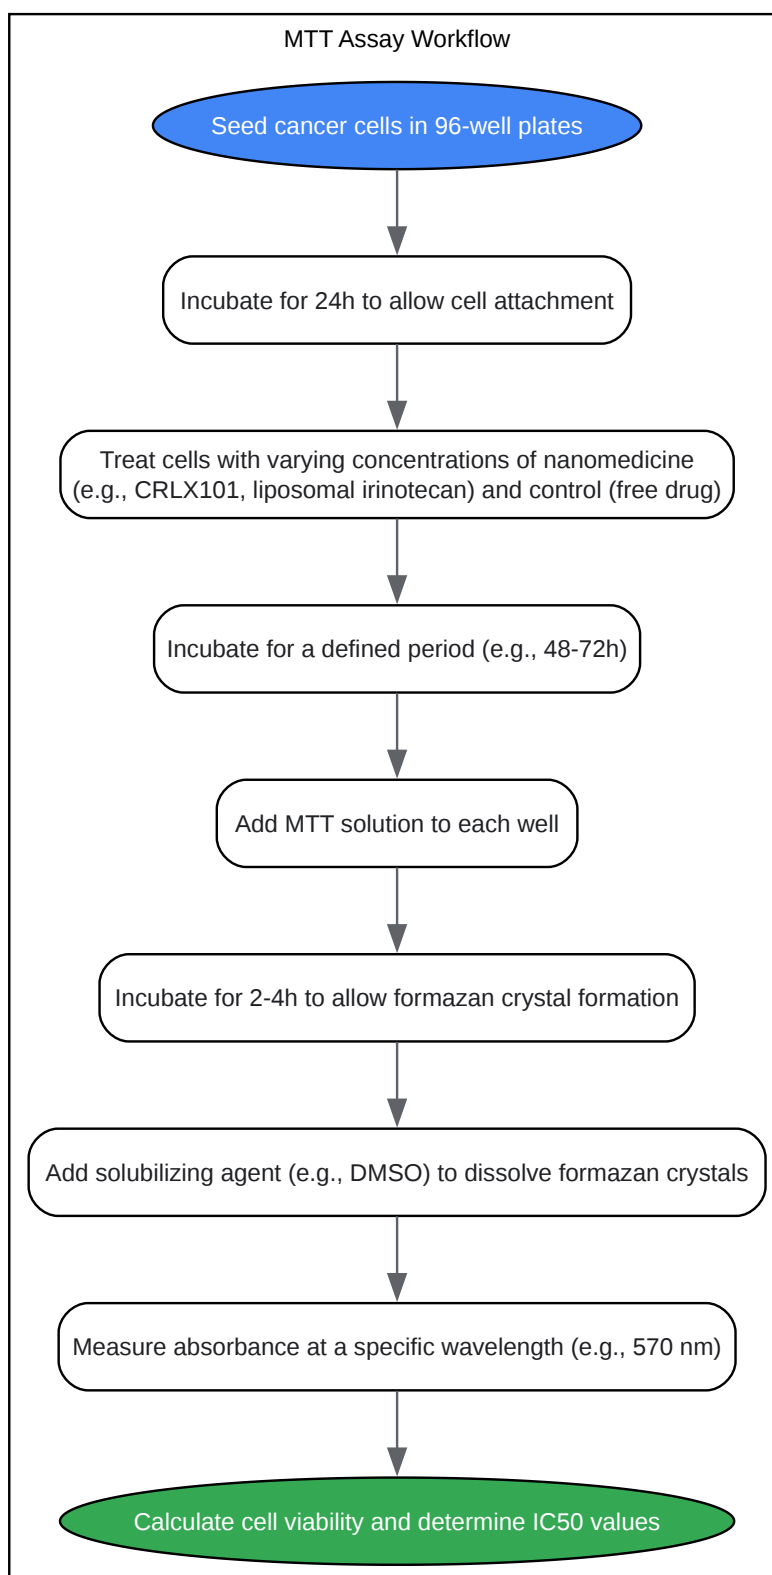 MTT Assay Workflow
Seed cancer cells in 96-well plates
Incubate for 24h to allow cell attachment
Treat cells with varying concentrations of nanomedicine
(e.g., CRLX101, liposomal irinotecan) and control (free drug)
Incubate for a defined period (e.g., 48-72h)
Add MTT solution to each well
Incubate for 2-4h to allow formazan crystal formation
Add solubilizing agent (e.g., DMSO) to dissolve formazan crystals
Measure absorbance at a specific wavelength (e.g., 570 nm)
Calculate cell viability and determine IC50 values